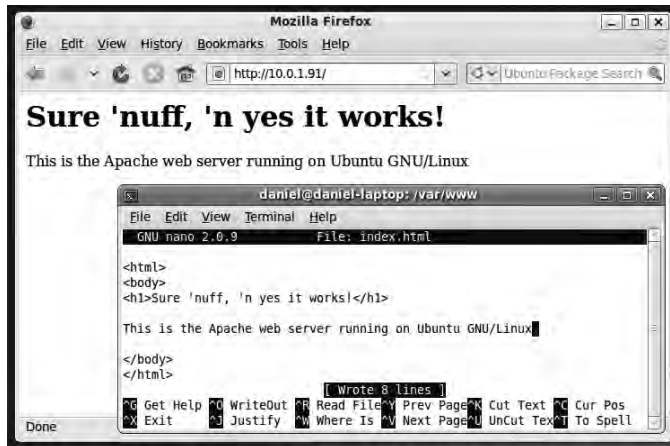 Mozilla Firefox
File Edit View History Bookmarks Tools Help
http://10.0.1.91/ Ubuntu Package Search
Sure 'nuff, 'n yes it works!
This is the Apache web server running on Ubuntu GNU/Linux
daniel@daniel-laptop: /var/www
File Edit View Terminal Help
GNU nano 2.0.9 File: index.html
<html>
<body>
<h1>Sure 'nuff, 'n yes it works!</h1>
This is the Apache web server running on Ubuntu GNU/Linux
</body>
</html>
[ Wrote 8 lines ]
^G Get Help ^O WriteOut ^R Read File ^Y Prev Page ^K Cut Text ^C Cur Pos
^X Exit ^J Justify ^W Where Is ^V Next Page ^U UnCut Text ^T To Spell
Done